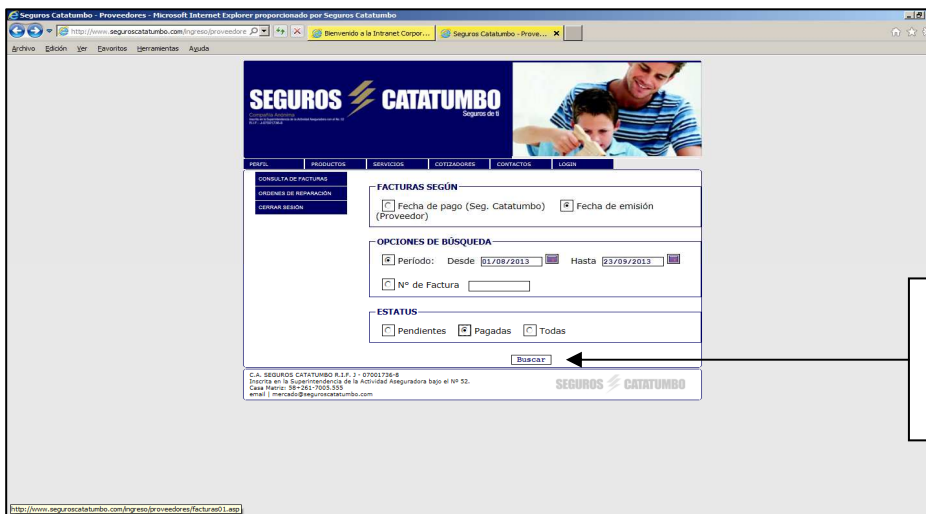 Seguros Catatumbo - Proveedores - Microsoft Internet Explorer proporcionado por Seguros Catatumbo
http://www.seguroscatatumbo.com/ingreso/proveedore
Bienvenido a la Intranet Corpor...
Seguros Catatumbo - Prove...
Archivo Edición Ver Favoritos Herramientas Ayuda
SEGUROS CATATUMBO
Seguros de ti
Compañía Anónima
PERFIL PRODUCTOS SERVICIOS COTIZADORES CONTACTOS LOGIN
CONSULTA DE FACTURAS
ORDENES DE REPARACIÓN
CERRAR SESIÓN
FACTURAS SEGÚN
Fecha de pago (Seg. Catatumbo) Fecha de emisión
(Proveedor)
OPCIONES DE BÚSQUEDA
Período: Desde 01/08/2013 Hasta 23/09/2013
Nº de Factura
ESTATUS
Pendientes Pagadas Todas
Buscar
C.A. SEGUROS CATATUMBO R.I.F. J - 07001736-6
Inscrita en la Superintendencia de la Actividad Aseguradora bajo el Nº 52.
Casa Matriz: 58+261-7005.555
email | mercado@seguroscatatumbo.com
SEGUROS CATATUMBO
http://www.seguroscatatumbo.com/ingreso/proveedores/facturas01.asp